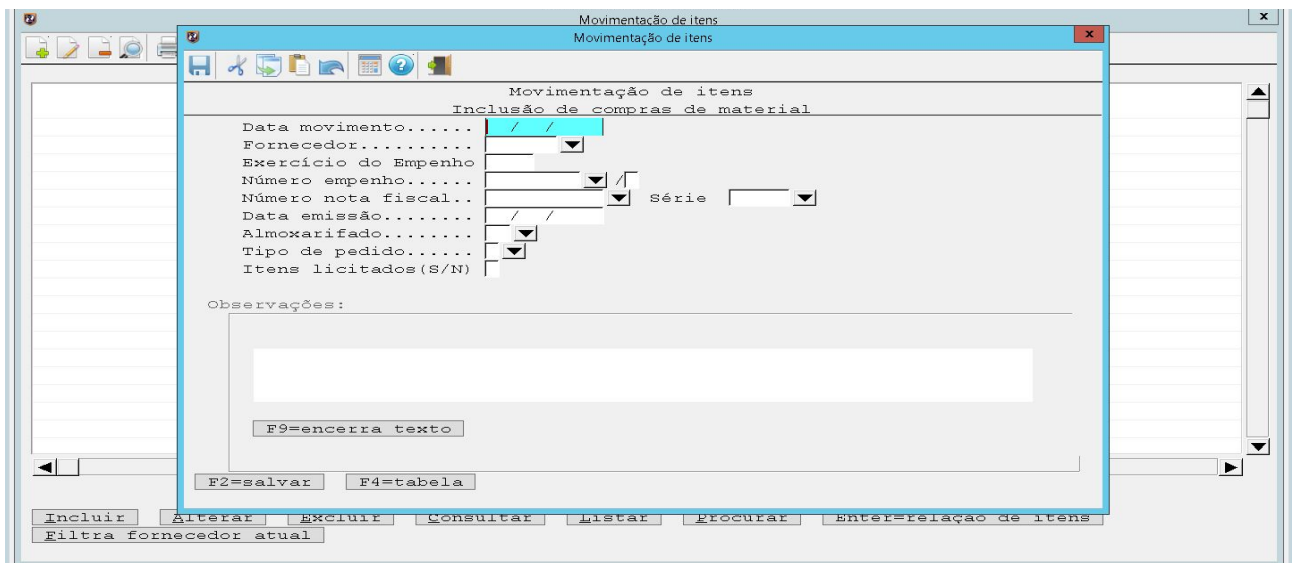 Movimentação de itens
Movimentação de itens
Movimentação de itens
Inclusão de compras de material
Data movimento...... / /
Fornecedor..........
Exercício do Empenho
Número empenho...... /
Número nota fiscal.. Série
Data emissão........ / /
Almoxarifado........
Tipo de pedido......
Itens licitados(S/N)
Observações:
F9=encerra texto
F2=salvar F4=tabela
Incluir Alterar Excluir Consultar Listar Procurar Enter=relação de itens
Filtra fornecedor atual